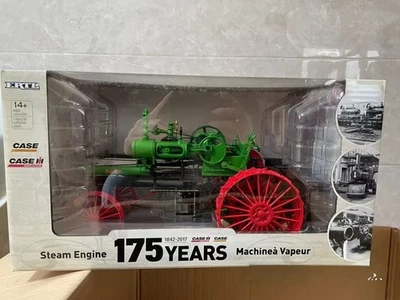 ERTL
14+
CASE
CASE IH
1842-2017 CASE IH CASE
Steam Engine 175 YEARS Machineà Vapeur